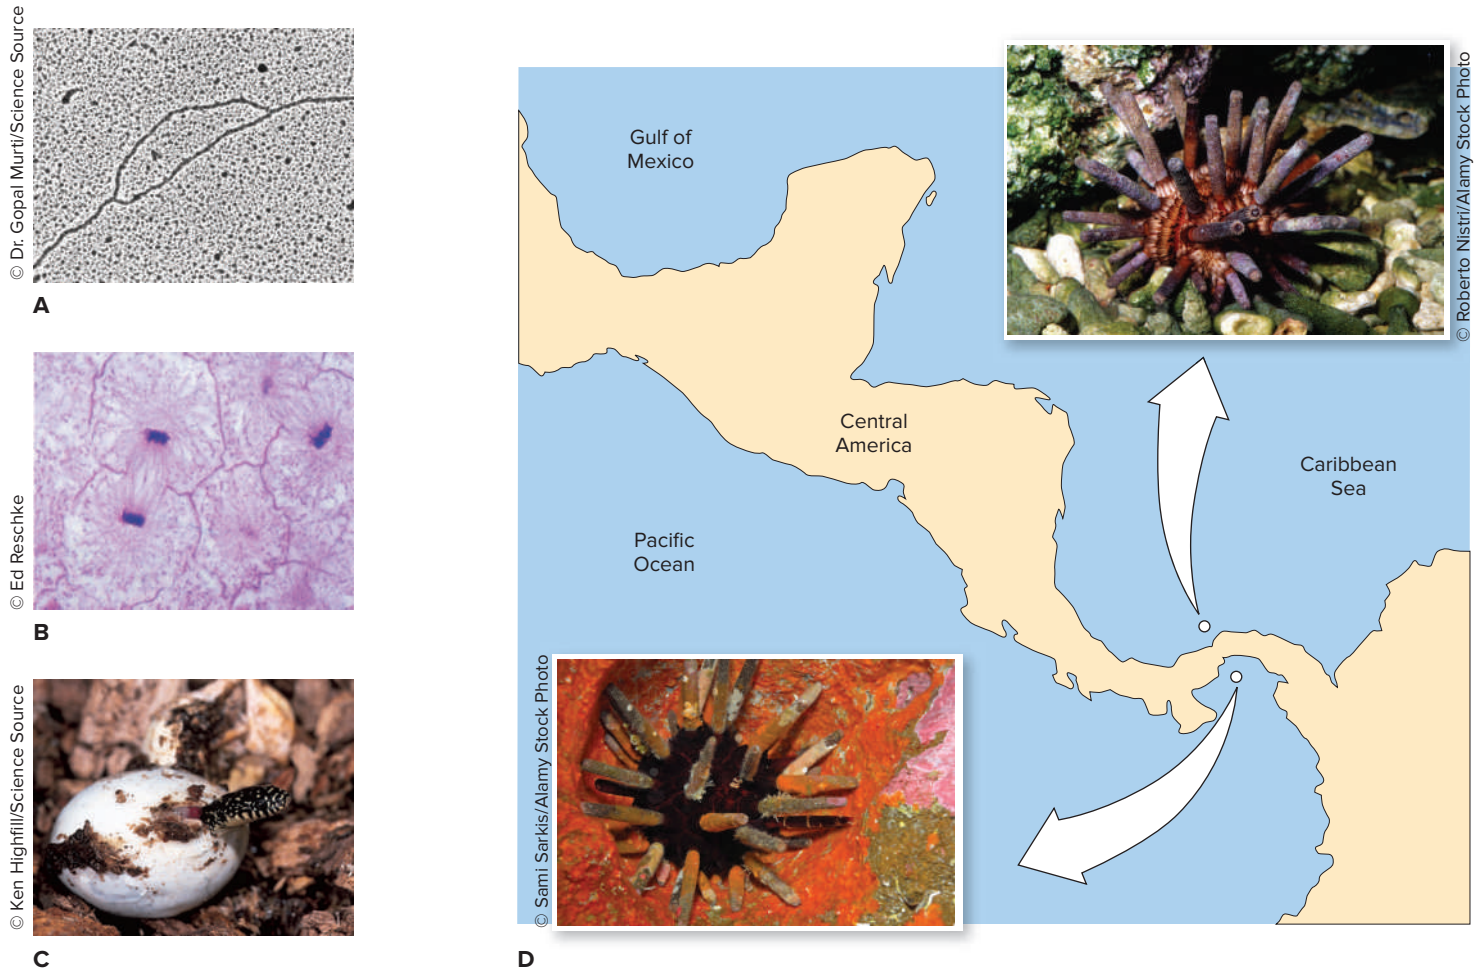 © Dr. Gopal Murti/Science Source
A
© Ed Reschke
B
© Ken Highfill/Science Source
C
Gulf of
Mexico
© Roberto Nistri/Alamy Stock Photo
Central
America
Caribbean
Sea
Pacific
Ocean
© Sami Sarkis/Alamy Stock Photo
D